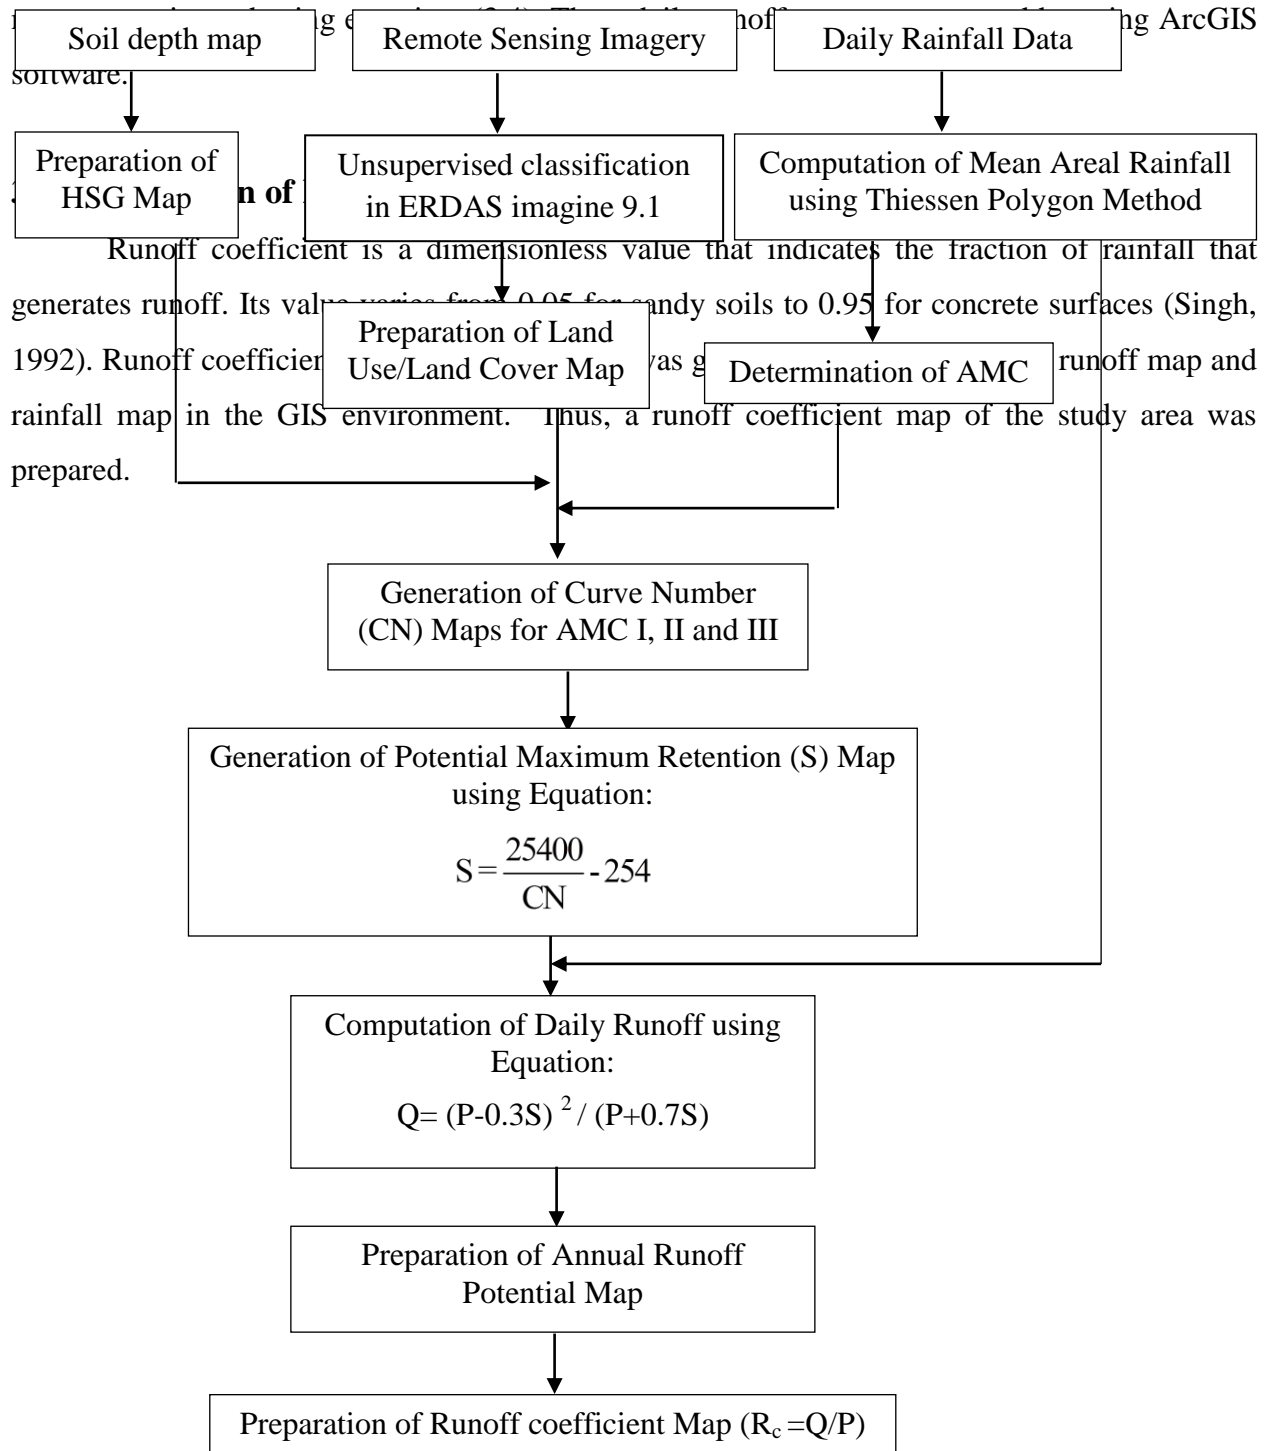 Soil depth map
Remote Sensing Imagery
Daily Rainfall Data
ArcGIS
software.
Preparation of
HSG Map
Unsupervised classification
in ERDAS imagine 9.1
Computation of Mean Areal Rainfall
using Thiessen Polygon Method
of
Runoff coefficient is a dimensionless value that indicates the fraction of rainfall that
generates runoff. Its value varies from 0.05 for sandy soils to 0.95 for concrete surfaces (Singh,
1992). Runoff runoff map and
rainfall map in the GIS environment. Thus, a runoff coefficient map of the study area was
prepared.
Preparation of Land
Use/Land Cover Map
Determination of AMC
Generation of Curve Number
(CN) Maps for AMC I, II and III
Generation of Potential Maximum Retention (S) Map
using Equation:
S = 25400 / CN - 254
Computation of Daily Runoff using
Equation:
Q= (P-0.3S) ² / (P+0.7S)
Preparation of Annual Runoff
Potential Map
Preparation of Runoff coefficient Map (R₍c₎ =Q/P)